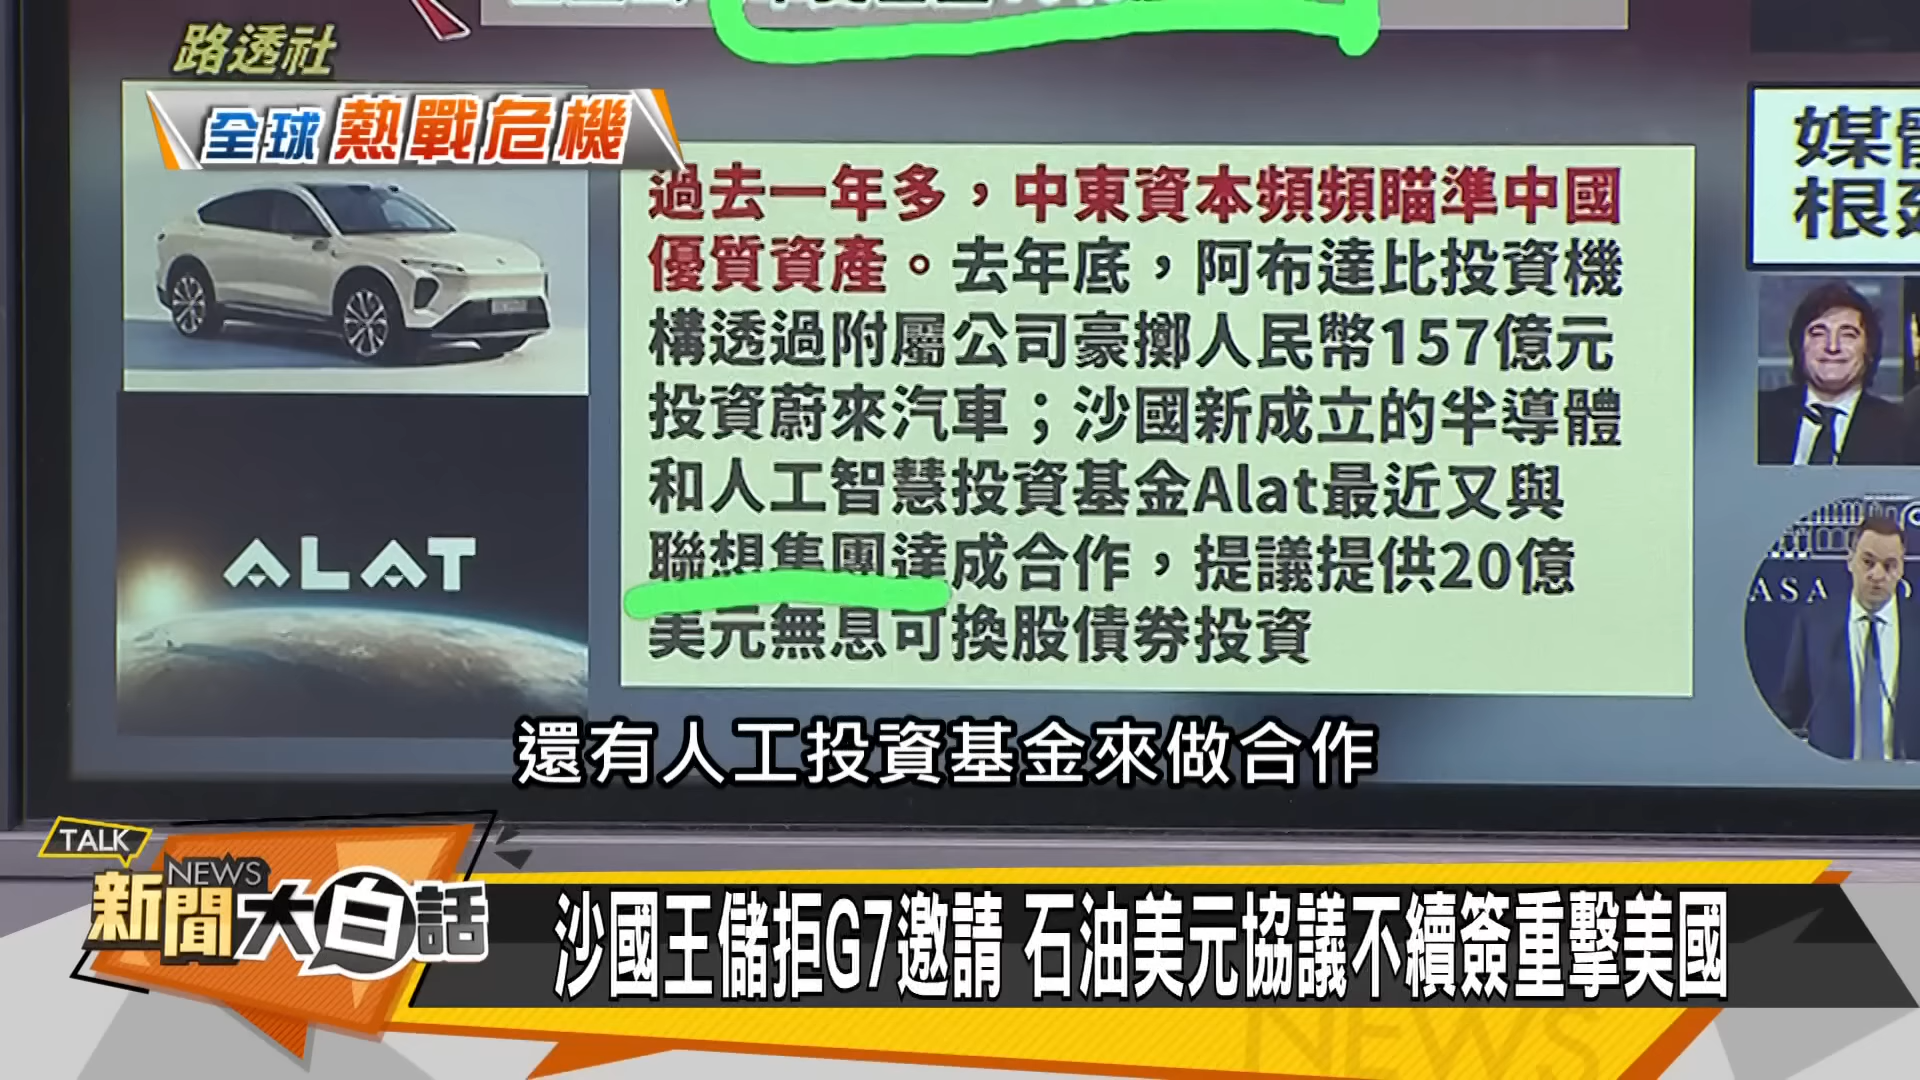 路透社
全球熱戰危機
過去一年多，中東資本頻頻瞄準中國
優質資產。去年底，阿布達比投資機
構透過附屬公司豪擲人民幣157億元
投資蔚來汽車；沙國新成立的半導體
和人工智慧投資基金Alat最近又與
聯想集團達成合作，提議提供20億
美元無息可換股債券投資
ALAT
媒體
ASA
還有人工投資基金來做合作
TALK
NEWS
新聞大白話
沙國王儲拒G7邀請 石油美元協議不續簽重擊美國
NEWS